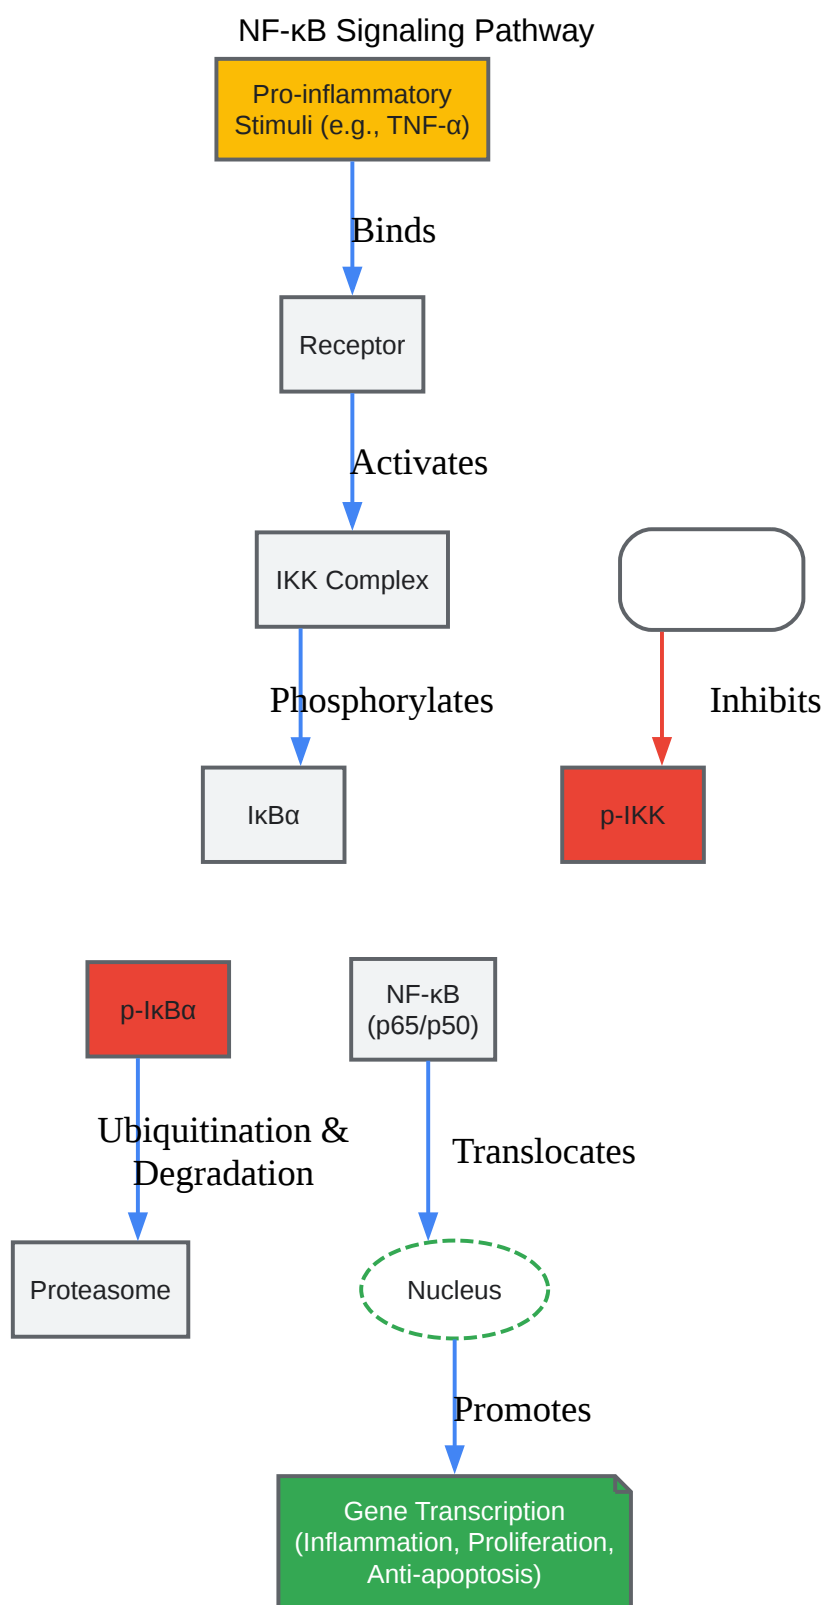 NF-κB Signaling Pathway
Pro-inflammatory
Stimuli (e.g., TNF-α)
Binds
Receptor
Activates
IKK Complex
Phosphorylates
Inhibits
IκBα
p-IKK
p-IκBα
NF-κB
(p65/p50)
Ubiquitination &
Degradation
Translocates
Proteasome
Nucleus
Promotes
Gene Transcription
(Inflammation, Proliferation,
Anti-apoptosis)